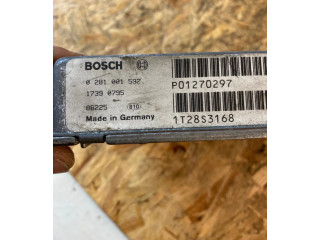 BOSCH
0 281 001 592
1739 0795
06225 810
Made in Germany
P01270297
1T28S3168